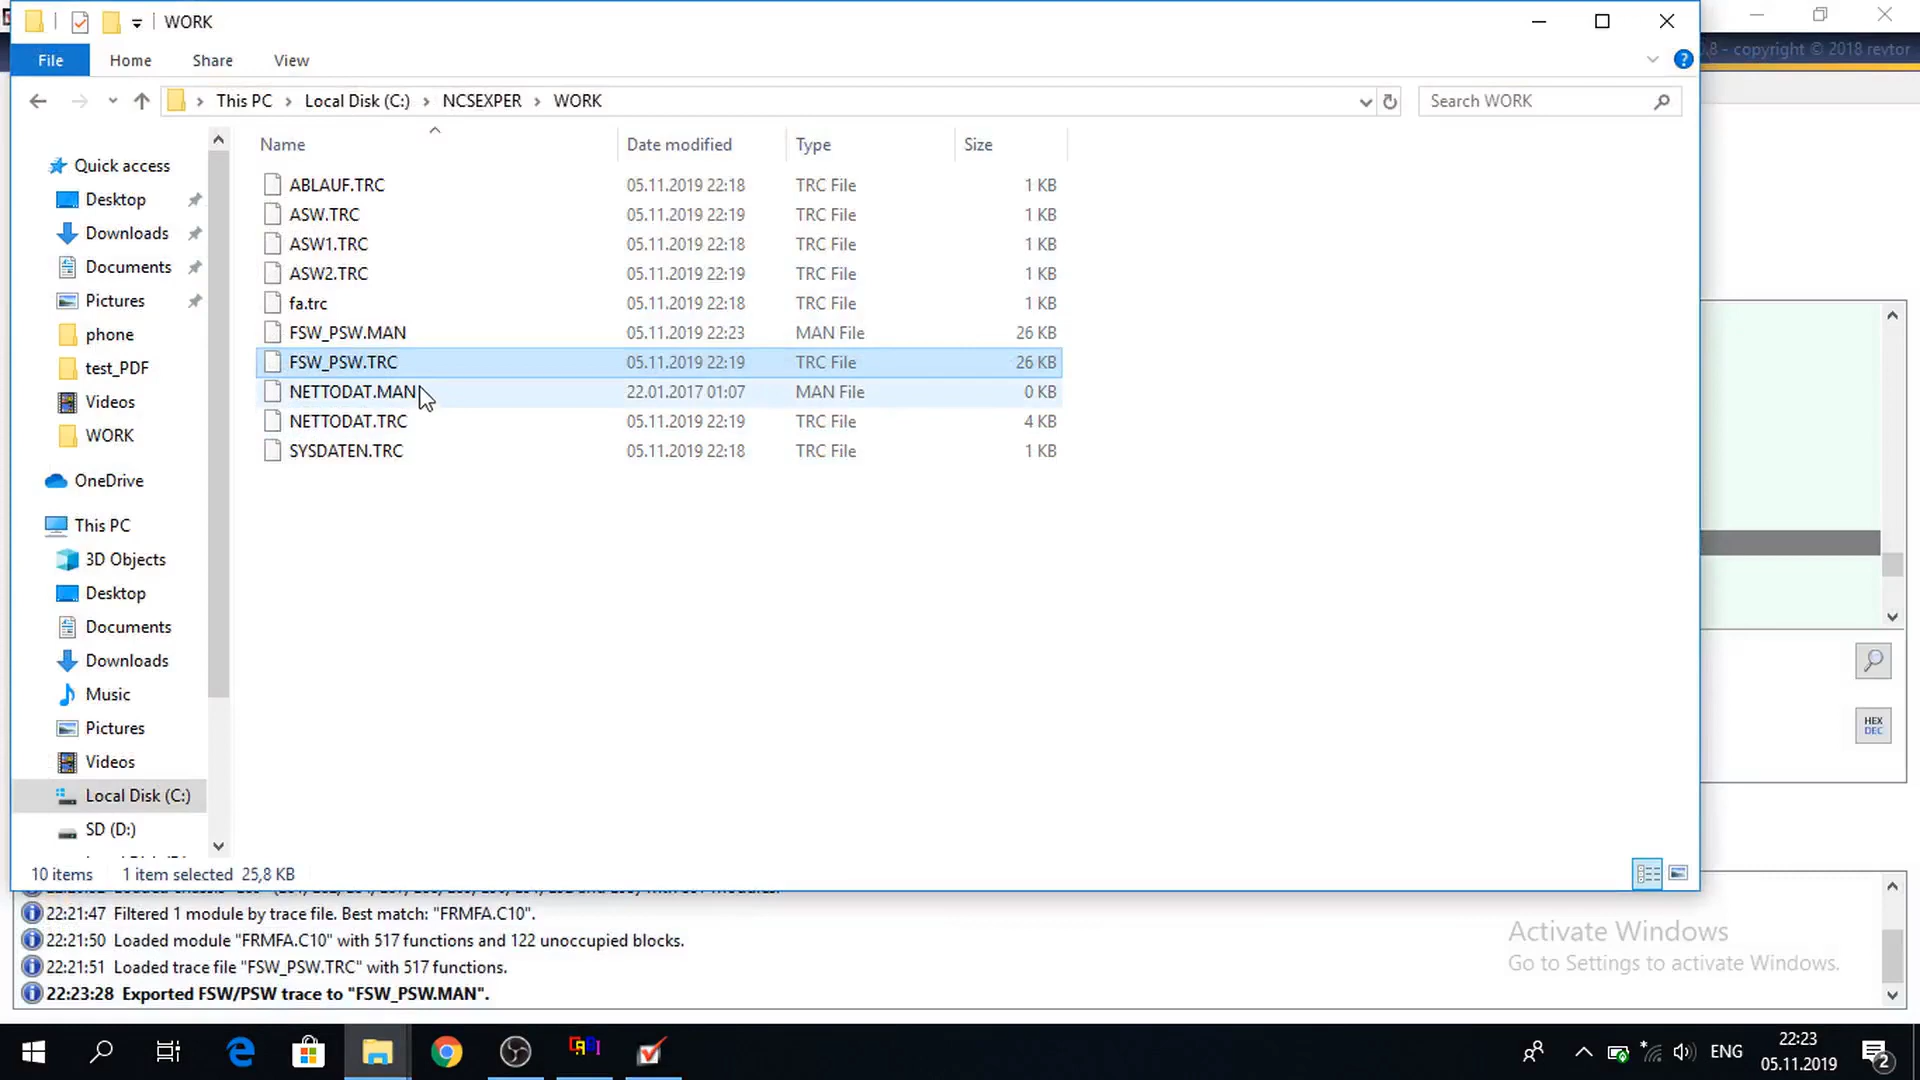 WORK
.8 - copyright © 2018 revtor
File
Home
Share
View
This PC
Local Disk (C:)
NCSEXPER
WORK
Search WORK
Name
Date modified
Type
Size
Quick access
Desktop
Downloads
Documents
Pictures
phone
test_PDF
Videos
WORK
OneDrive
This PC
3D Objects
Desktop
Documents
Downloads
Music
Pictures
Videos
Local Disk (C:)
SD (D:)
ABLAUF.TRC 05.11.2019 22:18 TRC File 1 KB
ASW.TRC 05.11.2019 22:19 TRC File 1 KB
ASW1.TRC 05.11.2019 22:18 TRC File 1 KB
ASW2.TRC 05.11.2019 22:19 TRC File 1 KB
fa.trc 05.11.2019 22:18 TRC File 1 KB
FSW_PSW.MAN 05.11.2019 22:23 MAN File 26 KB
FSW_PSW.TRC 05.11.2019 22:19 TRC File 26 KB
NETTODAT.MAN 22.01.2017 01:07 MAN File 0 KB
NETTODAT.TRC 05.11.2019 22:19 TRC File 4 KB
SYSDATEN.TRC 05.11.2019 22:18 TRC File 1 KB
HEX
DEC
10 items 1 item selected 25,8 KB
22:21:47 Filtered 1 module by trace file. Best match: "FRMFA.C10".
22:21:50 Loaded module "FRMFA.C10" with 517 functions and 122 unoccupied blocks.
22:21:51 Loaded trace file "FSW_PSW.TRC" with 517 functions.
22:23:28 Exported FSW/PSW trace to "FSW_PSW.MAN".
Activate Windows
Go to Settings to activate Windows.
ENG
22:23
05.11.2019
2